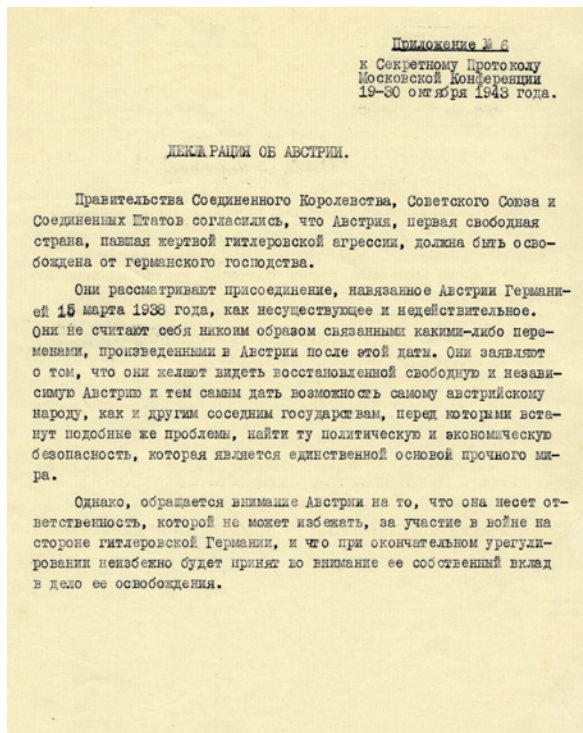 Приложение № 6
к Секретному Протоколу
Московской Конференции
19-30 октября 1943 года.
ДЕКЛАРАЦИЯ ОБ АВСТРИИ.
Правительства Соединенного Королевства, Советского Союза и
Соединенных Штатов согласились, что Австрия, первая свободная
страна, павшая жертвой гитлеровской агрессии, должна быть осво-
бождена от германского господства.
Они рассматривают присоединение, навязанное Австрии Германи-
ей 15 марта 1938 года, как несуществующее и недействительное.
Они не считают себя никоим образом связанными какими-либо пере-
менами, произведенными в Австрии после этой даты. Они заявляют
о том, что они желают видеть восстановленной свободную и незави-
симую Австрию и тем самым дать возможность самому австрийскому
народу, как и другим соседним государствам, перед которыми вста-
нут подобные же проблемы, найти ту политическую и экономическую
безопасность, которая является единственной основой прочного ми-
ра.
Однако, обращается внимание Австрии на то, что она несет от-
ветственность, которой не может избежать, за участие в войне на
стороне гитлеровской Германии, и что при окончательном урегули-
ровании неизбежно будет принят во внимание ее собственный вклад
в дело ее освобождения.